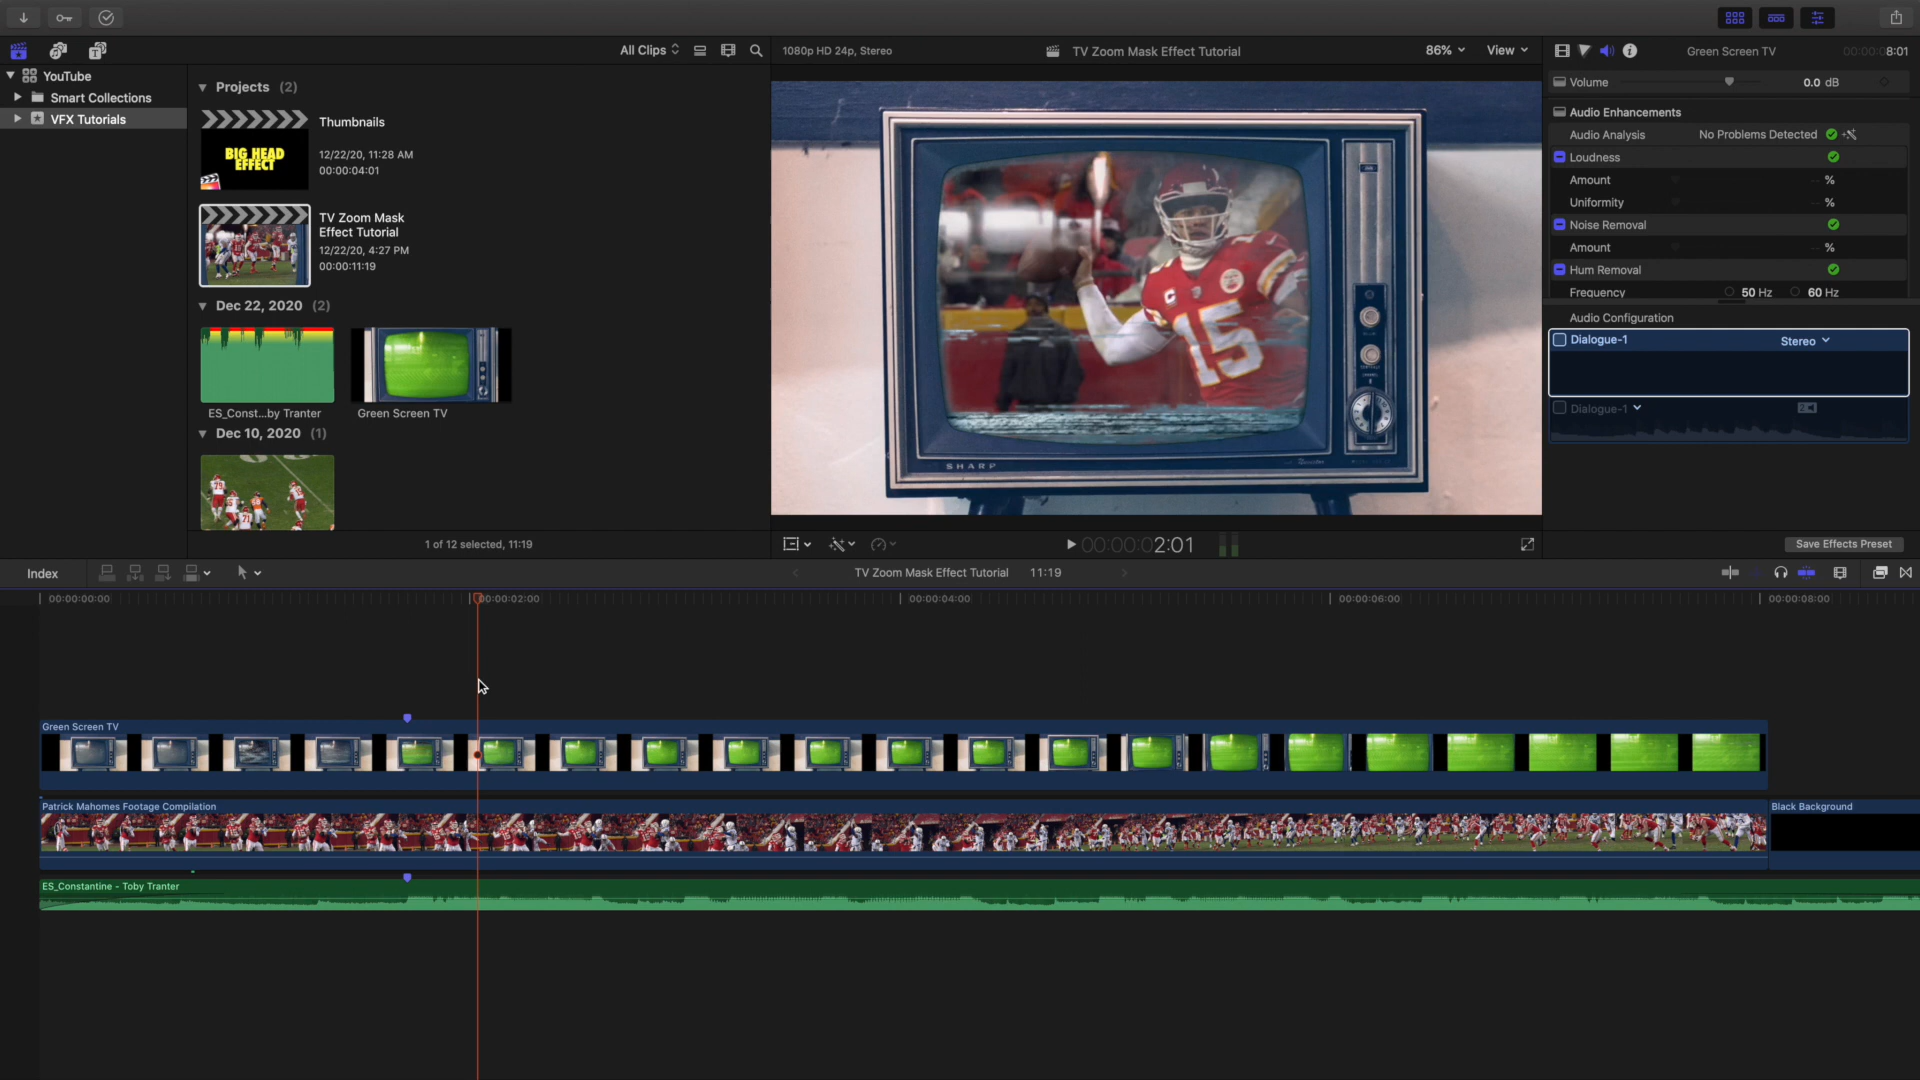 All Clips
1080p HD 24p, Stereo
TV Zoom Mask Effect Tutorial
86%
View
Green Screen TV
00:00:00:8:01
YouTube
Smart Collections
VFX Tutorials
Projects (2)
Thumbnails
12/22/20, 11:28 AM
00:00:04:01
BIG HEAD
EFFECT
TV Zoom Mask
Effect Tutorial
12/22/20, 4:27 PM
00:00:11:19
Dec 22, 2020 (2)
ES_Const...by Tranter
Green Screen TV
Dec 10, 2020 (1)
1 of 12 selected, 11:19
15
SHARP
00:00:00:02:01
Volume
0.0 dB
Audio Enhancements
Audio Analysis
No Problems Detected
Loudness
Amount
%
Uniformity
%
Noise Removal
Amount
%
Hum Removal
Frequency
50 Hz
60 Hz
Audio Configuration
Dialogue-1
Stereo
Dialogue-1
Save Effects Preset
Index
TV Zoom Mask Effect Tutorial
11:19
00:00:00:00
00:00:02:00
00:00:04:00
00:00:06:00
00:00:08:00
Green Screen TV
Patrick Mahomes Footage Compilation
Black Background
ES_Constantine - Toby Tranter